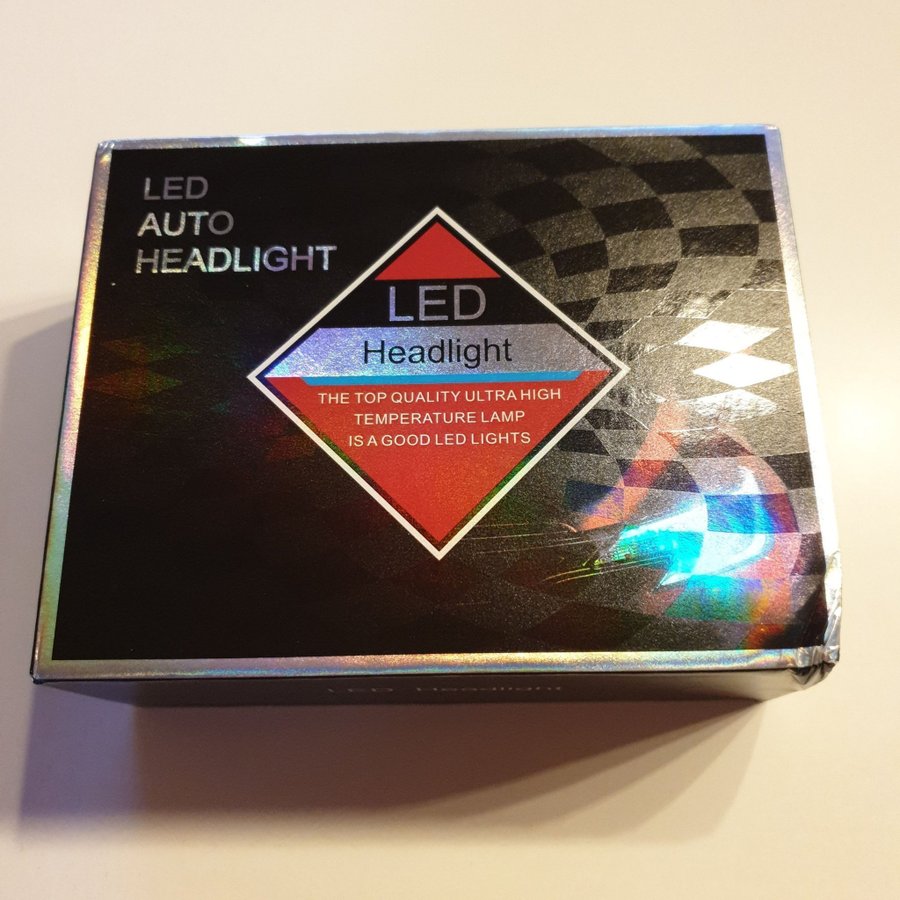 LED
AUTO
HEADLIGHT
LED
Headlight
THE TOP QUALITY ULTRA HIGH
TEMPERATURE LAMP
IS A GOOD LED LIGHTS
LED Headlight